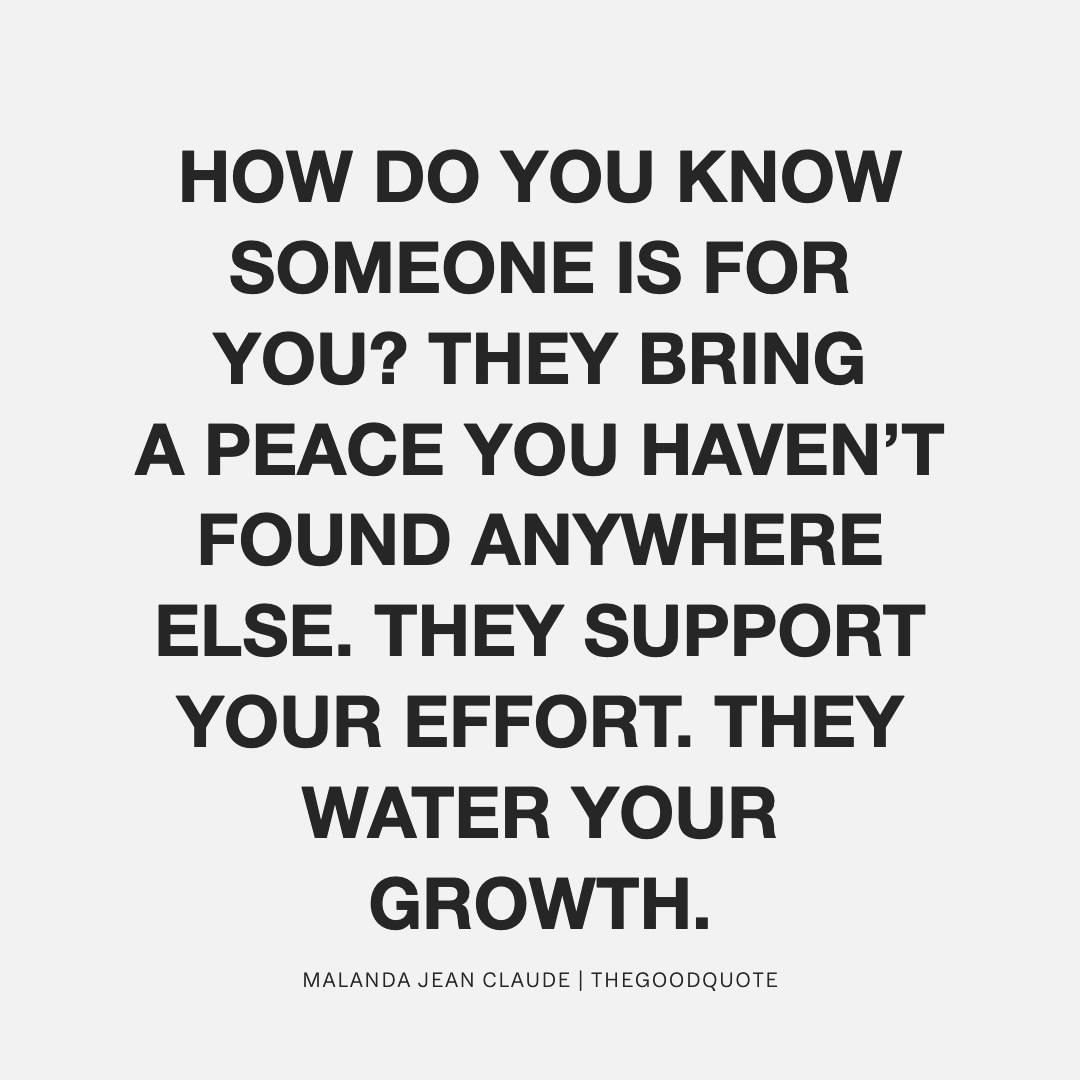 HOW DO YOU KNOW
SOMEONE IS FOR
YOU? THEY BRING
A PEACE YOU HAVEN’T
FOUND ANYWHERE
ELSE. THEY SUPPORT
YOUR EFFORT. THEY
WATER YOUR
GROWTH.
MALANDA JEAN CLAUDE | THEGOODQUOTE